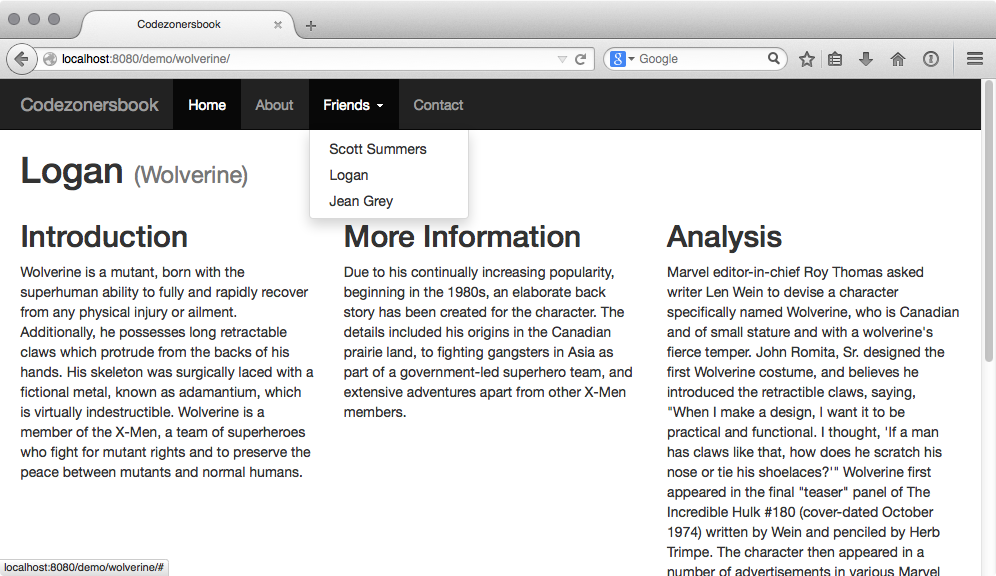 Codezonersbook
localhost:8080/demo/wolverine/
Google
Codezonersbook Home About Friends Contact
Scott Summers
Logan
Jean Grey
Logan (Wolverine)
Introduction
Wolverine is a mutant, born with the
superhuman ability to fully and rapidly recover
from any physical injury or ailment.
Additionally, he possesses long retractable
claws which protrude from the backs of his
hands. His skeleton was surgically laced with a
fictional metal, known as adamantium, which
is virtually indestructible. Wolverine is a
member of the X-Men, a team of superheroes
who fight for mutant rights and to preserve the
peace between mutants and normal humans.
More Information
Due to his continually increasing popularity,
beginning in the 1980s, an elaborate back
story has been created for the character. The
details included his origins in the Canadian
prairie land, to fighting gangsters in Asia as
part of a government-led superhero team, and
extensive adventures apart from other X-Men
members.
Analysis
Marvel editor-in-chief Roy Thomas asked
writer Len Wein to devise a character
specifically named Wolverine, who is Canadian
and of small stature and with a wolverine's
fierce temper. John Romita, Sr. designed the
first Wolverine costume, and believes he
introduced the retractible claws, saying,
"When I make a design, I want it to be
practical and functional. I thought, 'If a man
has claws like that, how does he scratch his
nose or tie his shoelaces?'" Wolverine first
appeared in the final "teaser" panel of The
Incredible Hulk #180 (cover-dated October
1974) written by Wein and penciled by Herb
Trimpe. The character then appeared in a
number of advertisements in various Marvel
localhost:8080/demo/wolverine/#